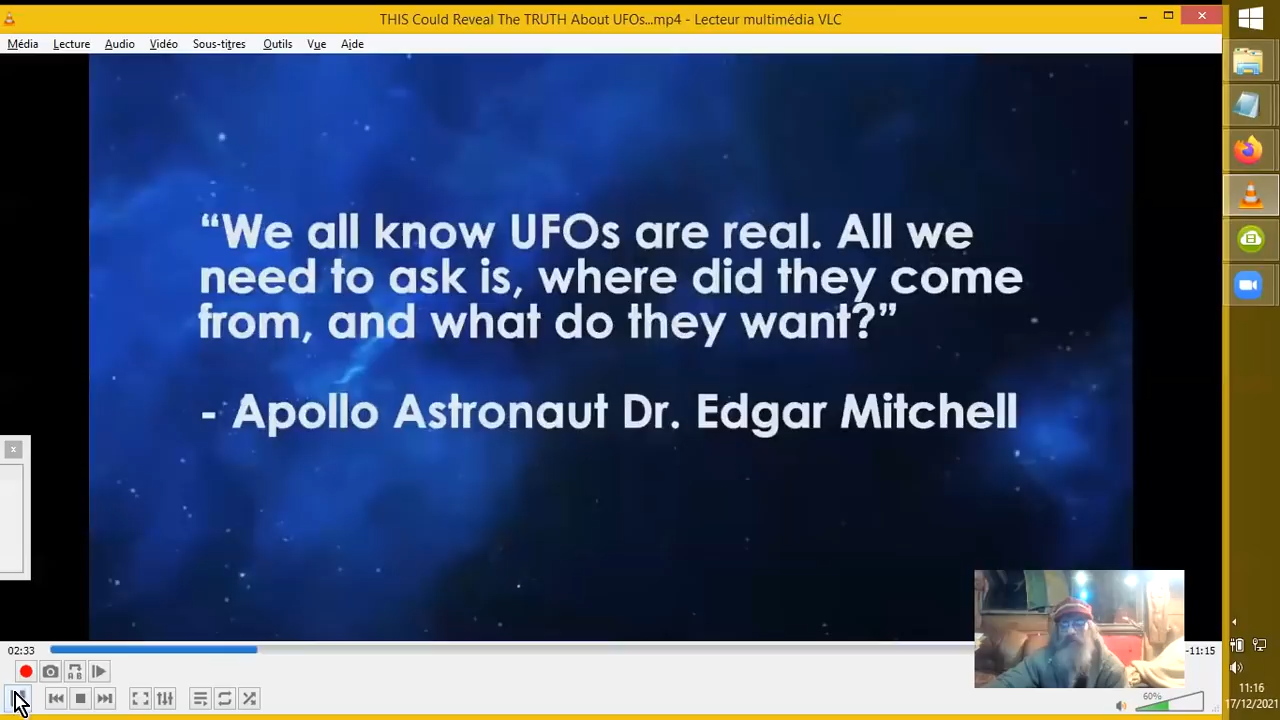 THIS Could Reveal The TRUTH About UFOs...mp4 - Lecteur multimédia VLC
Média Lecture Audio Vidéo Sous-titres Outils Vue Aide
“We all know UFOs are real. All we
need to ask is, where did they come
from, and what do they want?”
- Apollo Astronaut Dr. Edgar Mitchell
02:33
-11:15
60%
11:16
17/12/2021